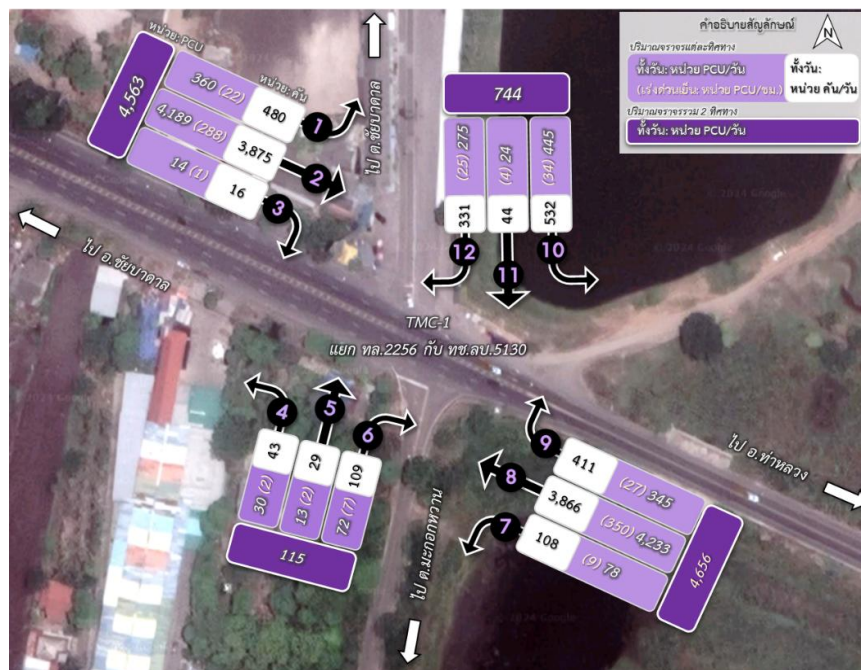 คำอธิบายสัญลักษณ์
N
ปริมาณจราจรแต่ละทิศทาง
ทั้งวัน: หน่วย PCU/วัน
(เร่งด่วนเย็น: หน่วย PCU/ชม.)
ทั้งวัน:
หน่วย คัน/วัน
ปริมาณจราจรรวม 2 ทิศทาง
ทั้งวัน: หน่วย PCU/วัน
หน่วย: PCU
หน่วย: คัน
4,563
360 (22) 480 1
4,189 (288) 3,875 2
14 (1) 16 3
ไป ต.ชัยบาดาล
ไป อ.ชัยบาดาล
744
(25) 275 331 12
(4) 24 44 11
(34) 445 532 10
TMC-1
แยก ทล.2256 กับ ทช.ลบ.5130
4 43 30 (2)
5 29 13 (2)
6 109 72 (7)
115
ไป ต.มะกอกหวาน
9 411 (27) 345
8 3,866 (350) 4,233
7 108 (9) 78
4,656
ไป อ.ท่าหลวง